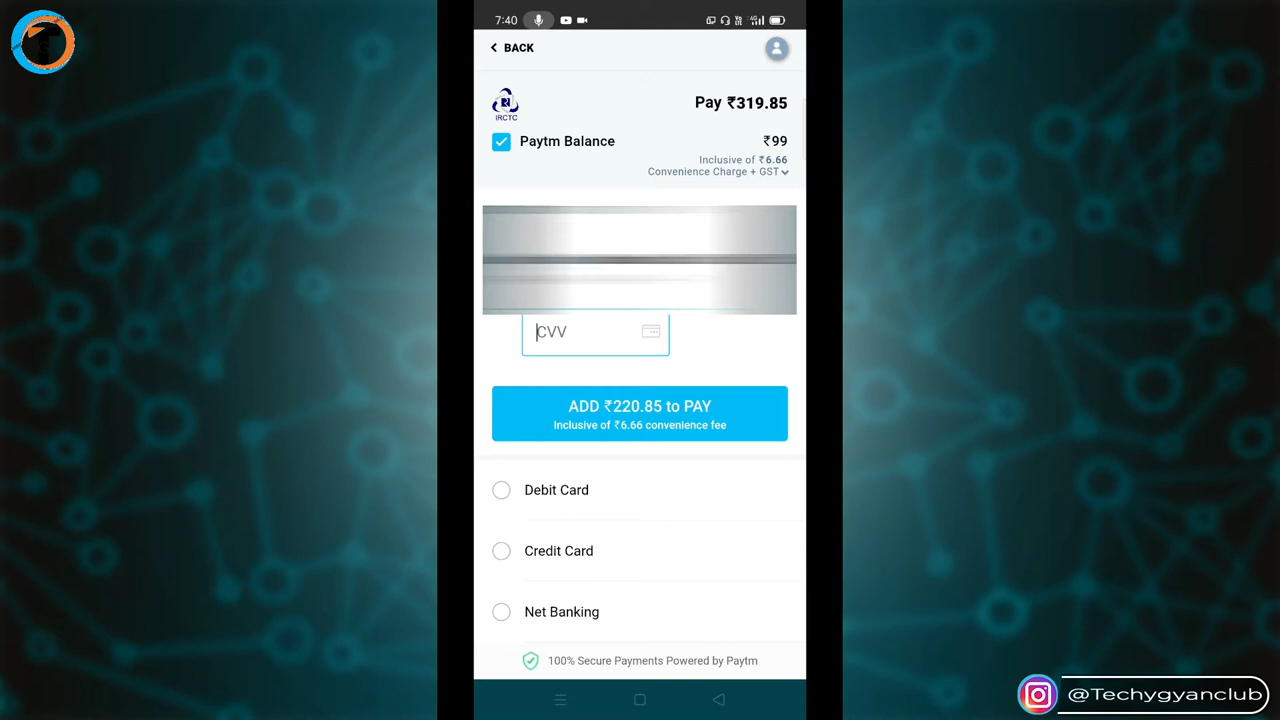 7:40
BACK
IRCTC
Pay ₹319.85
Paytm Balance
₹99
Inclusive of ₹6.66
Convenience Charge + GST
CVV
ADD ₹220.85 to PAY
Inclusive of ₹6.66 convenience fee
Debit Card
Credit Card
Net Banking
100% Secure Payments Powered by Paytm
@Techygyanclub